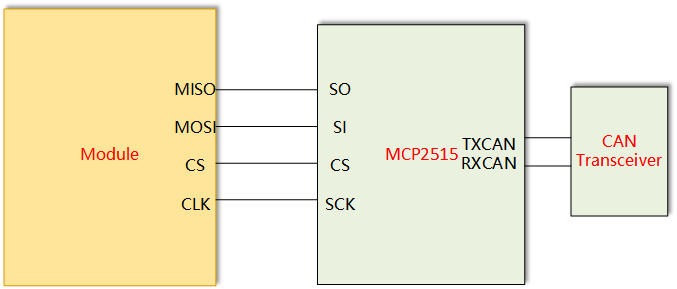 Module
MISO
MOSI
CS
CLK
SO
SI
CS
SCK
MCP2515
TXCAN
RXCAN
CAN
Transceiver